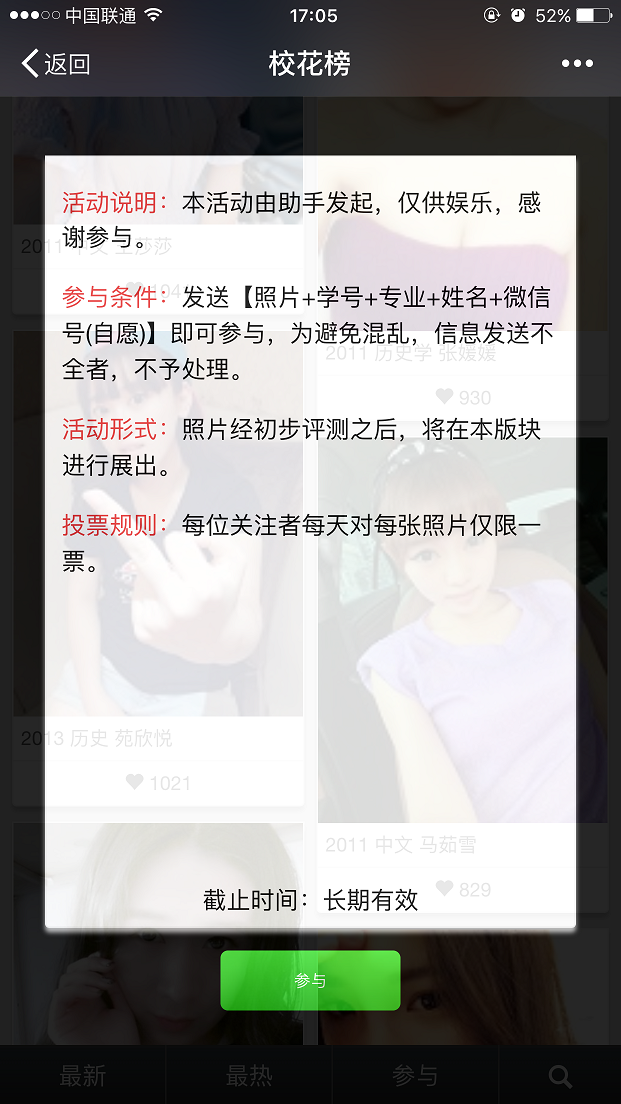 中国联通 17:05 52%
返回 校花榜
活动说明：本活动由助手发起，仅供娱乐，感
谢参与。
2011 中文 王莎莎
104
参与条件：发送【照片+学号+专业+姓名+微信
号(自愿)】即可参与，为避免混乱，信息发送不
2011 历史学 张媛媛
全者，不予处理。
930
活动形式：照片经初步评测之后，将在本版块
进行展出。
投票规则：每位关注者每天对每张照片仅限一
票。
2013 历史 苑欣悦
1021
2011 中文 马茹雪
829
截止时间：长期有效
参与
最新 最热 参与